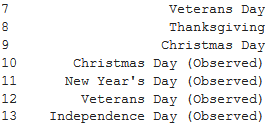 7 Veterans Day
8 Thanksgiving
9 Christmas Day
10 Christmas Day (Observed)
11 New Year's Day (Observed)
12 Veterans Day (Observed)
13 Independence Day (Observed)